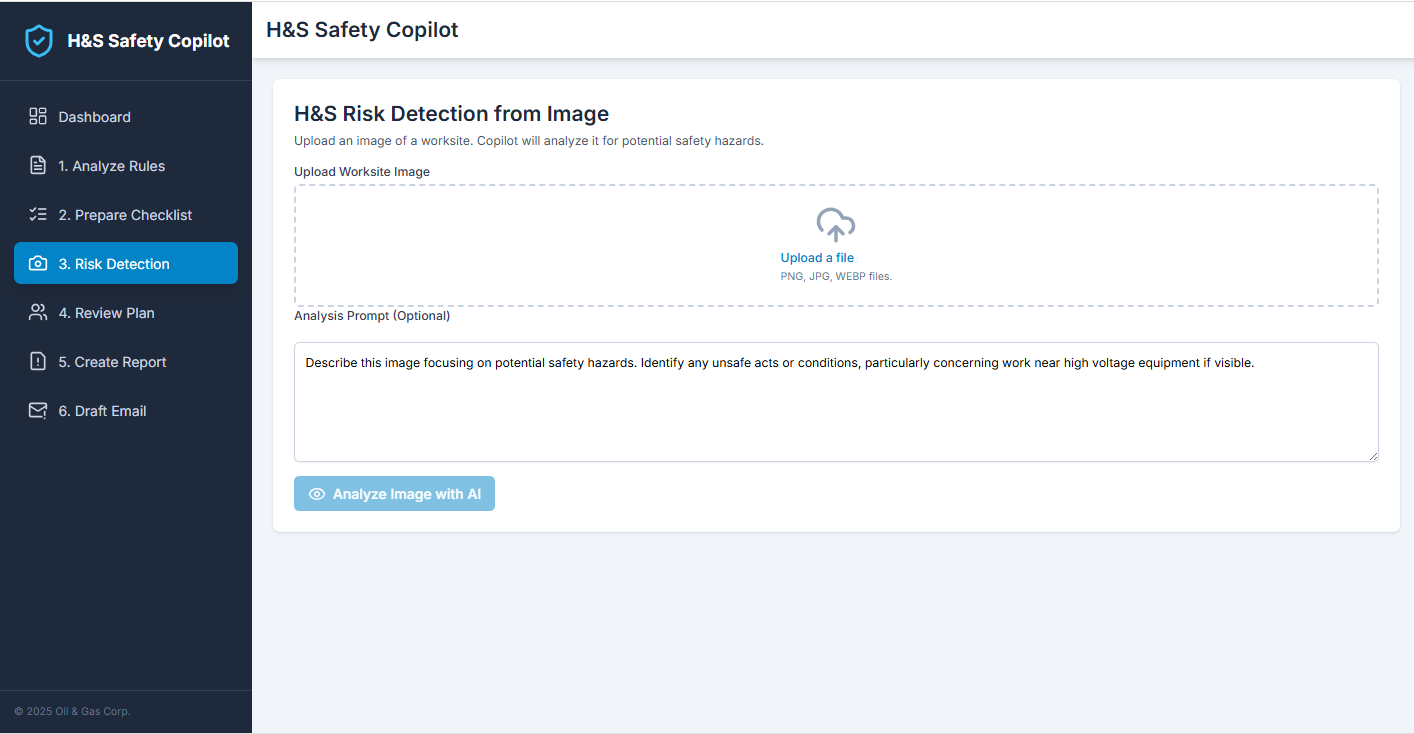 H&S Safety Copilot
Dashboard
1. Analyze Rules
2. Prepare Checklist
3. Risk Detection
4. Review Plan
5. Create Report
6. Draft Email
© 2025 Oil & Gas Corp.
H&S Safety Copilot
H&S Risk Detection from Image
Upload an image of a worksite. Copilot will analyze it for potential safety hazards.
Upload Worksite Image
Upload a file
PNG, JPG, WEBP files.
Analysis Prompt (Optional)
Describe this image focusing on potential safety hazards. Identify any unsafe acts or conditions, particularly concerning work near high voltage equipment if visible.
Analyze Image with AI